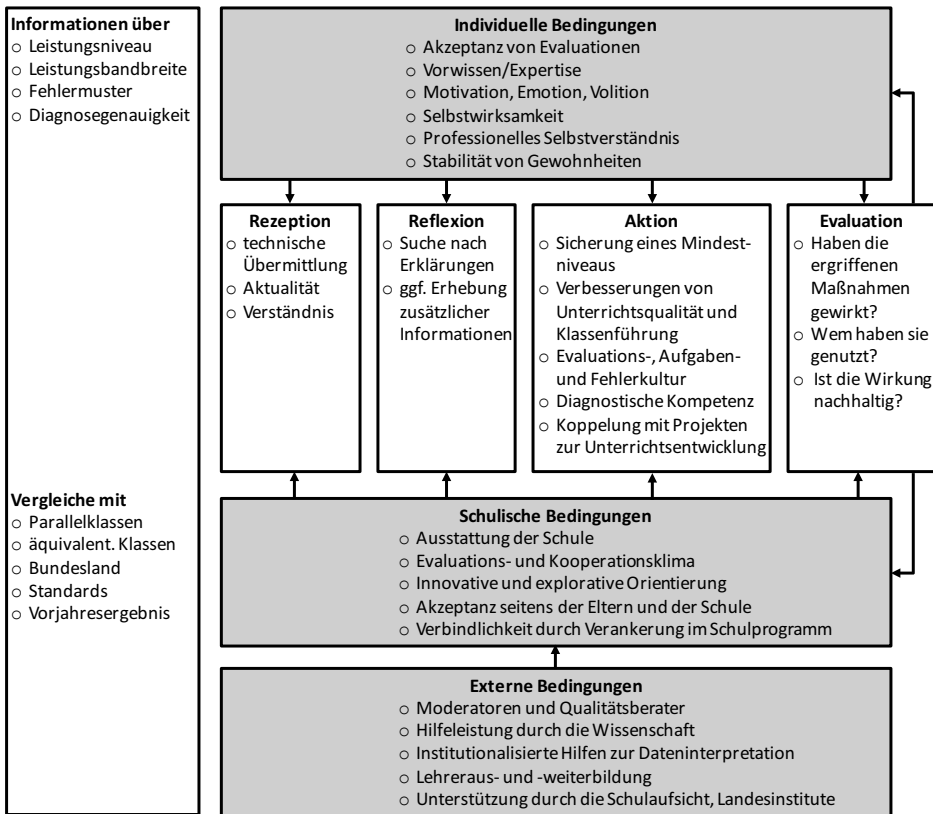 Informationen über
○ Leistungsniveau
○ Leistungsbandbreite
○ Fehlermuster
○ Diagnosegenauigkeit
Vergleiche mit
○ Parallelklassen
○ äquivalent. Klassen
○ Bundesland
○ Standards
○ Vorjahresergebnis
Individuelle Bedingungen
○ Akzeptanz von Evaluationen
○ Vorwissen/Expertise
○ Motivation, Emotion, Volition
○ Selbstwirksamkeit
○ Professionelles Selbstverständnis
○ Stabilität von Gewohnheiten
Rezeption
○ technische
Übermittlung
○ Aktualität
○ Verständnis
Reflexion
○ Suche nach
Erklärungen
○ ggf. Erhebung
zusätzlicher
Informationen
Aktion
○ Sicherung eines Mindest-
niveaus
○ Verbesserungen von
Unterrichtsqualität und
Klassenführung
○ Evaluations-, Aufgaben-
und Fehlerkultur
○ Diagnostische Kompetenz
○ Koppelung mit Projekten
zur Unterrichtsentwicklung
Evaluation
○ Haben die
ergriffenen
Maßnahmen
gewirkt?
○ Wem haben sie
genutzt?
○ Ist die Wirkung
nachhaltig?
Schulische Bedingungen
○ Ausstattung der Schule
○ Evaluations- und Kooperationsklima
○ Innovative und explorative Orientierung
○ Akzeptanz seitens der Eltern und der Schule
○ Verbindlichkeit durch Verankerung im Schulprogramm
Externe Bedingungen
○ Moderatoren und Qualitätsberater
○ Hilfeleistung durch die Wissenschaft
○ Institutionalisierte Hilfen zur Dateninterpretation
○ Lehreraus- und -weiterbildung
○ Unterstützung durch die Schulaufsicht, Landesinstitute